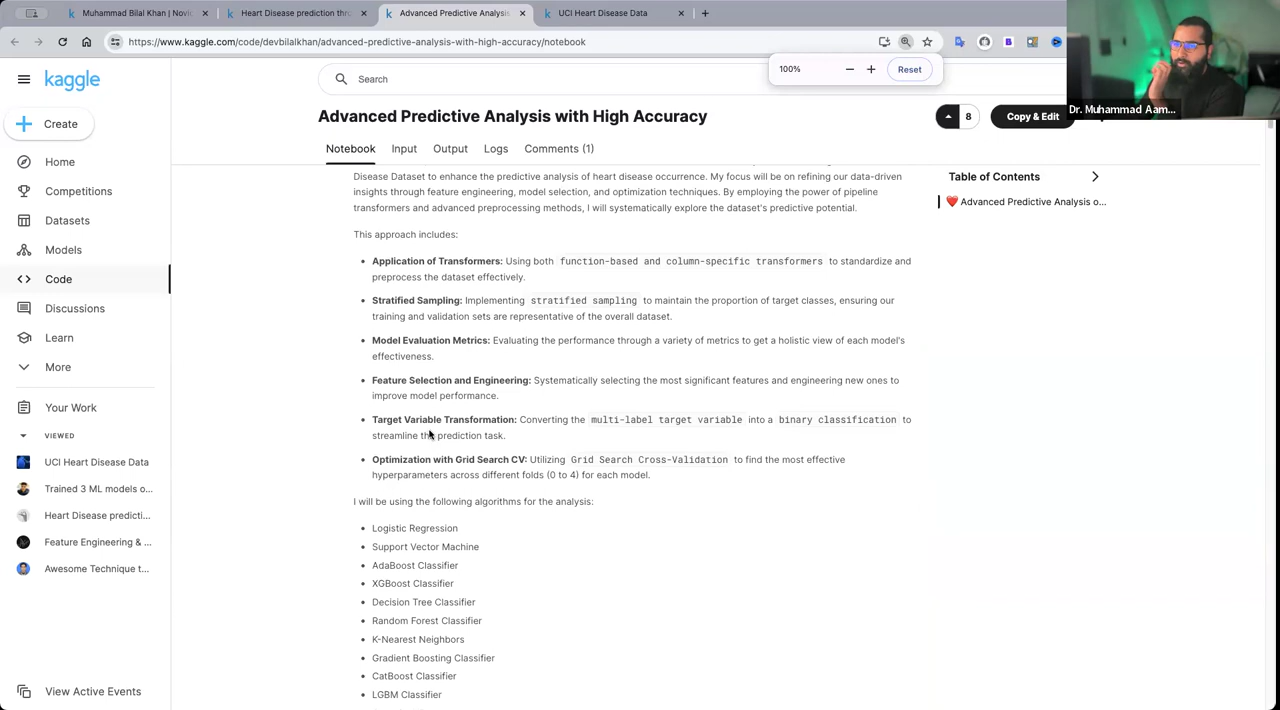 Muhammad Bilal Khan | Novic
Heart Disease prediction thr
Advanced Predictive Analysis
UCI Heart Disease Data
https://www.kaggle.com/code/devbilalkhan/advanced-predictive-analysis-with-high-accuracy/notebook
100%
Reset
Dr. Muhammad Aam...
kaggle
Search
Create
Home
Competitions
Datasets
Models
Code
Discussions
Learn
More
Your Work
VIEWED
UCI Heart Disease Data
Trained 3 ML models o...
Heart Disease predicti...
Feature Engineering & ...
Awesome Technique t...
View Active Events
Advanced Predictive Analysis with High Accuracy
8
Copy & Edit
Notebook
Input
Output
Logs
Comments (1)
Disease Dataset to enhance the predictive analysis of heart disease occurrence. My focus will be on refining our data-driven
insights through feature engineering, model selection, and optimization techniques. By employing the power of pipeline
transformers and advanced preprocessing methods, I will systematically explore the dataset's predictive potential.
This approach includes:
• Application of Transformers: Using both function-based and column-specific transformers to standardize and
preprocess the dataset effectively.
• Stratified Sampling: Implementing stratified sampling to maintain the proportion of target classes, ensuring our
training and validation sets are representative of the overall dataset.
• Model Evaluation Metrics: Evaluating the performance through a variety of metrics to get a holistic view of each model's
effectiveness.
• Feature Selection and Engineering: Systematically selecting the most significant features and engineering new ones to
improve model performance.
• Target Variable Transformation: Converting the multi-label target variable into a binary classification to
streamline the prediction task.
• Optimization with Grid Search CV: Utilizing Grid Search Cross-Validation to find the most effective
hyperparameters across different folds (0 to 4) for each model.
I will be using the following algorithms for the analysis:
• Logistic Regression
• Support Vector Machine
• AdaBoost Classifier
• XGBoost Classifier
• Decision Tree Classifier
• Random Forest Classifier
• K-Nearest Neighbors
• Gradient Boosting Classifier
• CatBoost Classifier
• LGBM Classifier
Table of Contents
❤️ Advanced Predictive Analysis o...